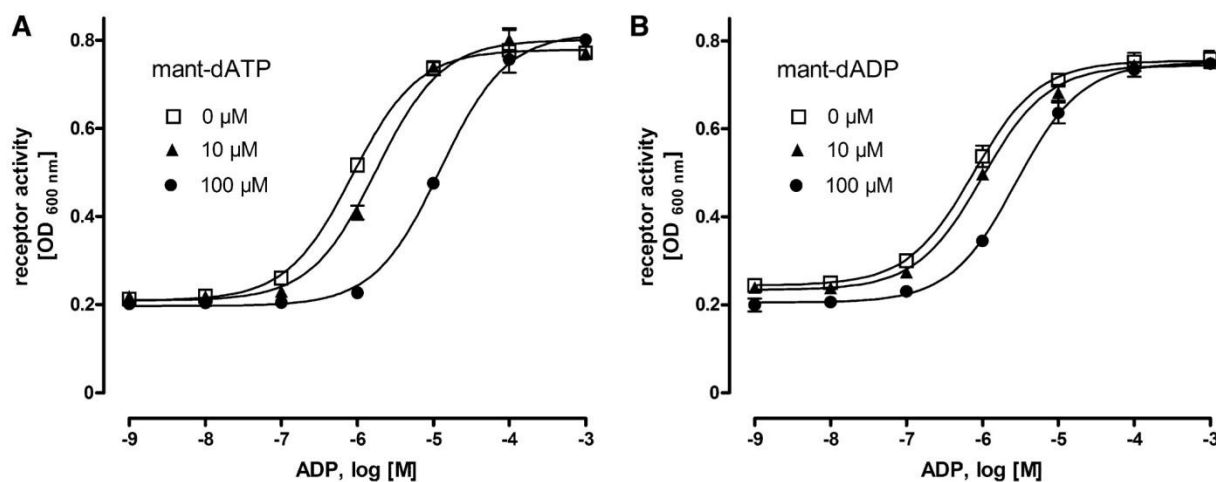 A
mant-dATP
0 µM
10 µM
100 µM
receptor activity
[OD 600 nm]
0.8
0.6
0.4
0.2
0
-9 -8 -7 -6 -5 -4 -3
ADP, log [M]
B
mant-dADP
0 µM
10 µM
100 µM
receptor activity
[OD 600 nm]
0.8
0.6
0.4
0.2
0
-9 -8 -7 -6 -5 -4 -3
ADP, log [M]